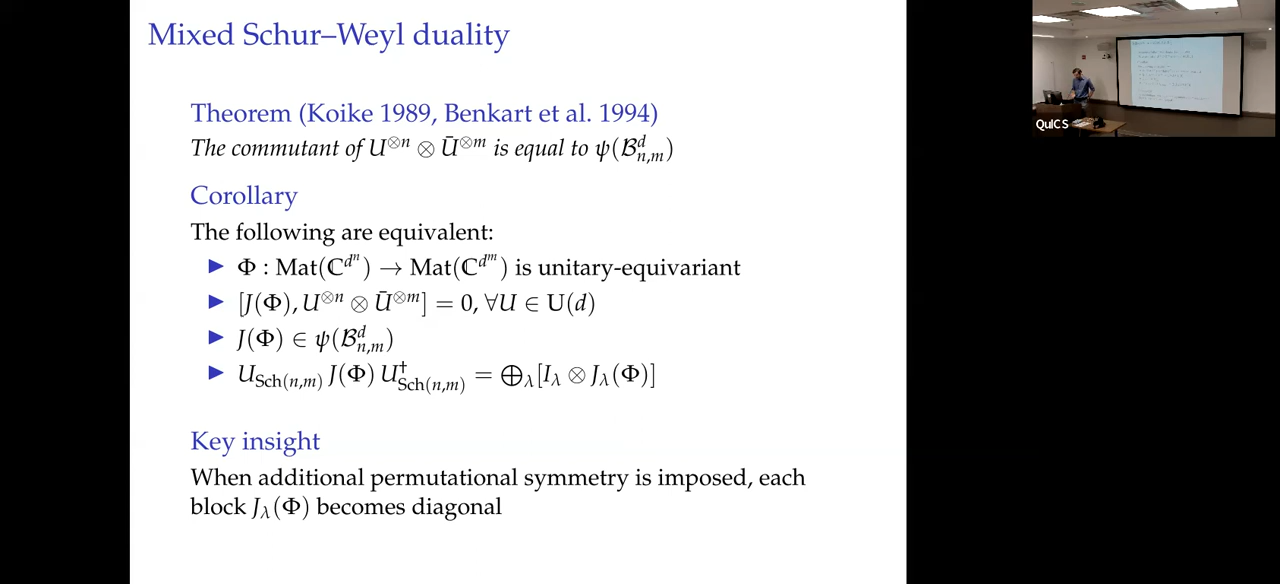 Mixed Schur–Weyl duality
Theorem (Koike 1989, Benkart et al. 1994)
The commutant of U^{⊗n} ⊗ Ū^{⊗m} is equal to ψ(ℬ^d_{n,m})
Corollary
The following are equivalent:
▶ Φ : Mat(ℂ^{d^n}) → Mat(ℂ^{d^m}) is unitary-equivariant
▶ [J(Φ), U^{⊗n} ⊗ Ū^{⊗m}] = 0, ∀U ∈ U(d)
▶ J(Φ) ∈ ψ(ℬ^d_{n,m})
▶ U_{Sch(n,m)} J(Φ) U^†_{Sch(n,m)} = ⊕_λ[I_λ ⊗ J_λ(Φ)]
Key insight
When additional permutational symmetry is imposed, each
block J_λ(Φ) becomes diagonal
QuICS